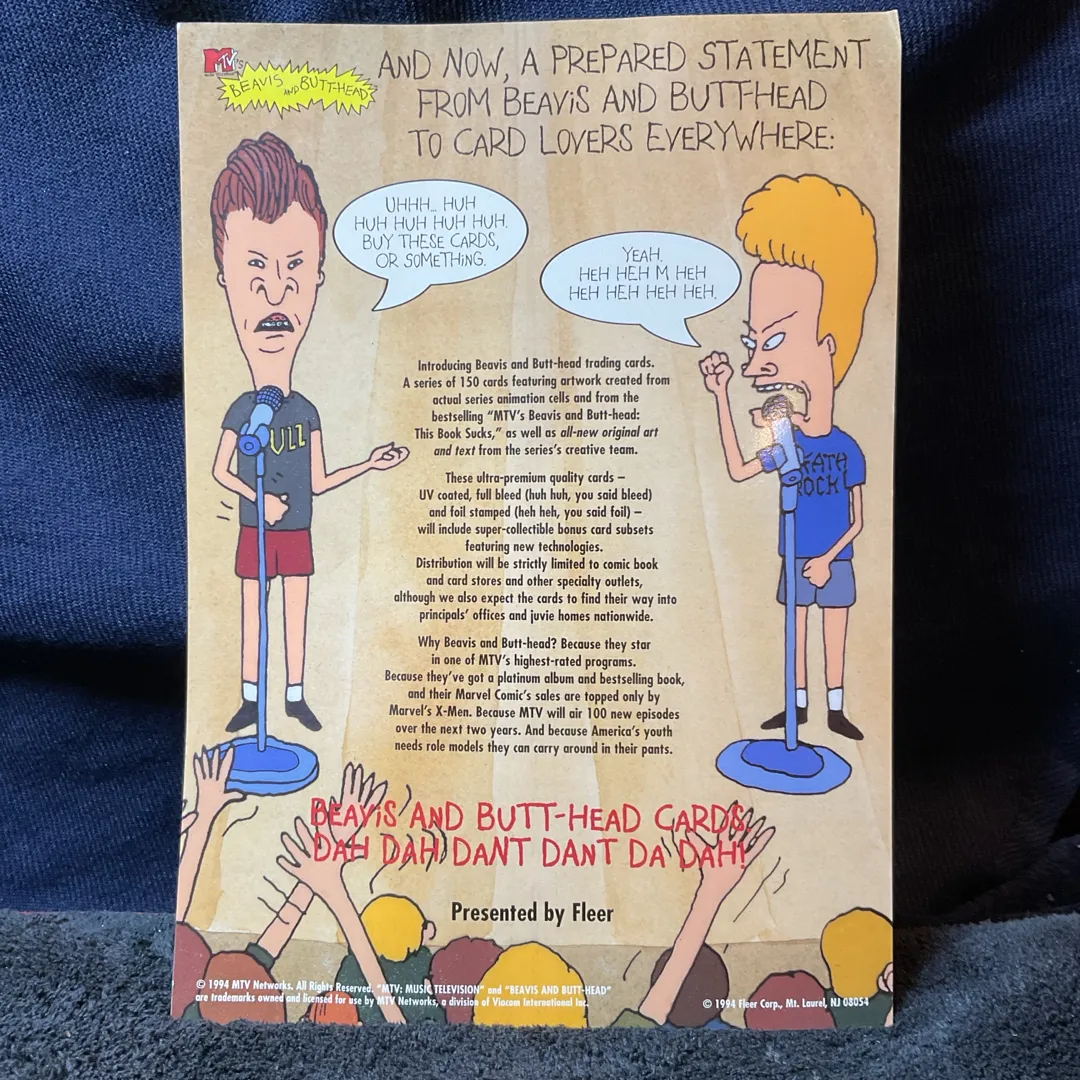 MTV's
BEAVIS AND BUTT-HEAD
AND NOW, A PREPARED STATEMENT
FROM BEAVIS AND BUTT-HEAD
TO CARD LOVERS EVERYWHERE:
UHHH... HUH
HUH HUH HUH HUH.
BUY THESE CARDS,
OR SOMETHING.
YEAH.
HEH HEH M HEH
HEH HEH HEH HEH.
Introducing Beavis and Butt-head trading cards.
A series of 150 cards featuring artwork created from
actual series animation cells and from the
bestselling “MTV’s Beavis and Butt-head:
This Book Sucks,” as well as all-new original art
and text from the series’s creative team.
These ultra-premium quality cards –
UV coated, full bleed (huh huh, you said bleed)
and foil stamped (heh heh, you said foil) –
will include super-collectible bonus card subsets
featuring new technologies.
Distribution will be strictly limited to comic book
and card stores and other specialty outlets,
although we also expect the cards to find their way into
principals’ offices and juvie homes nationwide.
Why Beavis and Butt-head? Because they star
in one of MTV’s highest-rated programs.
Because they’ve got a platinum album and bestselling book,
and their Marvel Comic’s sales are topped only by
Marvel’s X-Men. Because MTV will air 100 new episodes
over the next two years. And because America’s youth
needs role models they can carry around in their pants.
ULL
EATH
ROCK!
BEAVIS AND BUTT-HEAD CARDS,
DAH DAH DANT DANT DA DAH!
Presented by Fleer
© 1994 MTV Networks. All Rights Reserved. “MTV: MUSIC TELEVISION” and “BEAVIS AND BUTT-HEAD”
are trademarks owned and licensed for use by MTV Networks, a division of Viacom International Inc.
© 1994 Fleer Corp., Mt. Laurel, NJ 08054